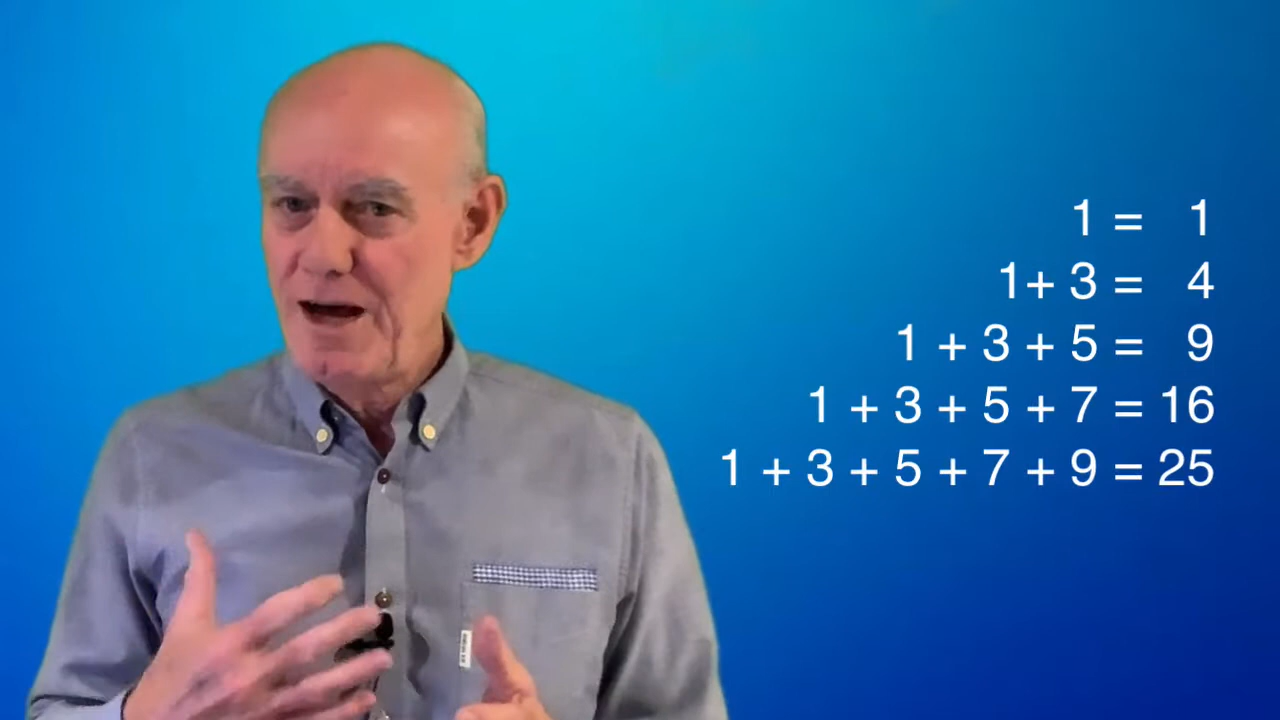 1 = 1
1+ 3 = 4
1 + 3 + 5 = 9
1 + 3 + 5 + 7 = 16
1 + 3 + 5 + 7 + 9 = 25